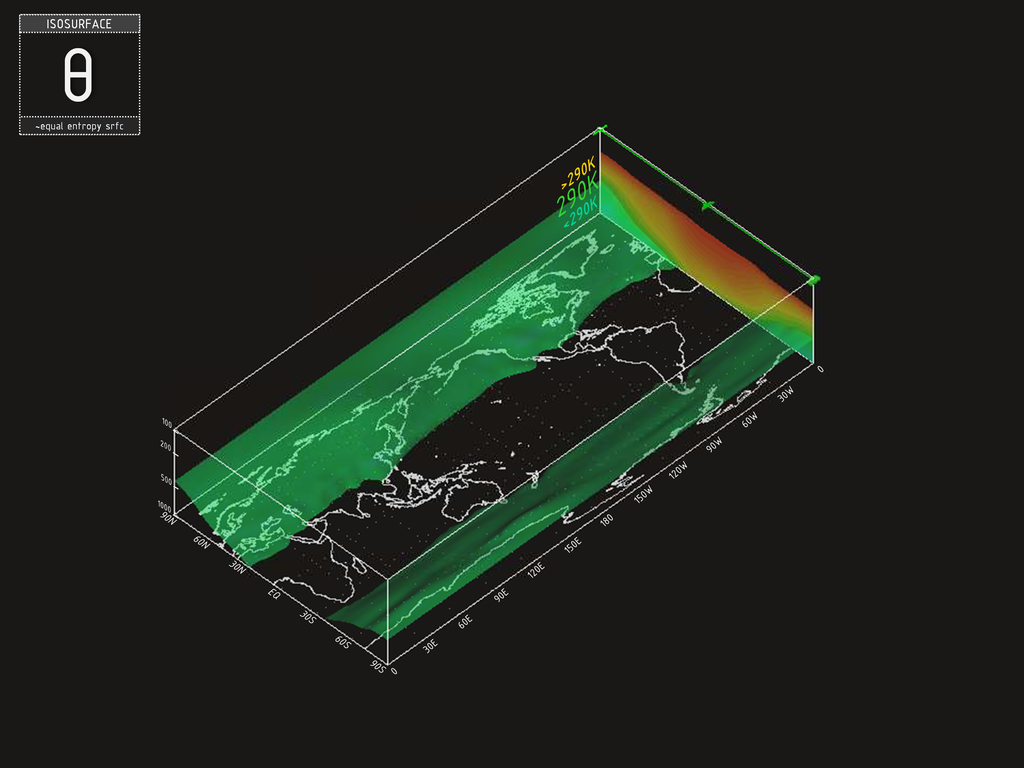 ISOSURFACE
θ
~equal entropy srfc
>290K
290K
<290K
100
200
500
1000
90N
60N
30N
EQ
30S
60S
90S
0
30E
60E
90E
120E
150E
180
150W
120W
90W
60W
30W
0